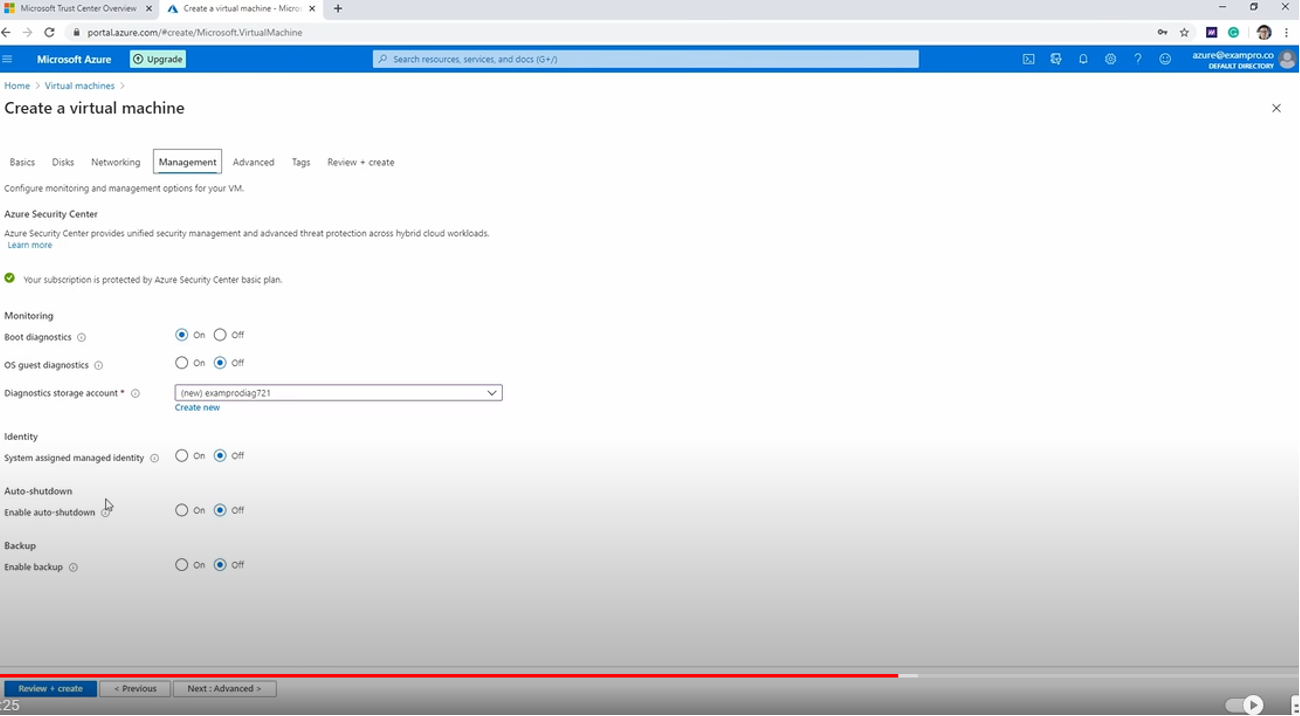 Microsoft Trust Center Overview
Create a virtual machine - Micros
portal.azure.com/#create/Microsoft.VirtualMachine
Microsoft Azure
Upgrade
Search resources, services, and docs (G+/)
azure@exampro.co
DEFAULT DIRECTORY
Home > Virtual machines >
Create a virtual machine
Basics Disks Networking Management Advanced Tags Review + create
Configure monitoring and management options for your VM.
Azure Security Center
Azure Security Center provides unified security management and advanced threat protection across hybrid cloud workloads.
Learn more
Your subscription is protected by Azure Security Center basic plan.
Monitoring
Boot diagnostics On Off
OS guest diagnostics On Off
Diagnostics storage account * (new) examprodiag721
Create new
Identity
System assigned managed identity On Off
Auto-shutdown
Enable auto-shutdown On Off
Backup
Enable backup On Off
Review + create < Previous Next : Advanced >
:25